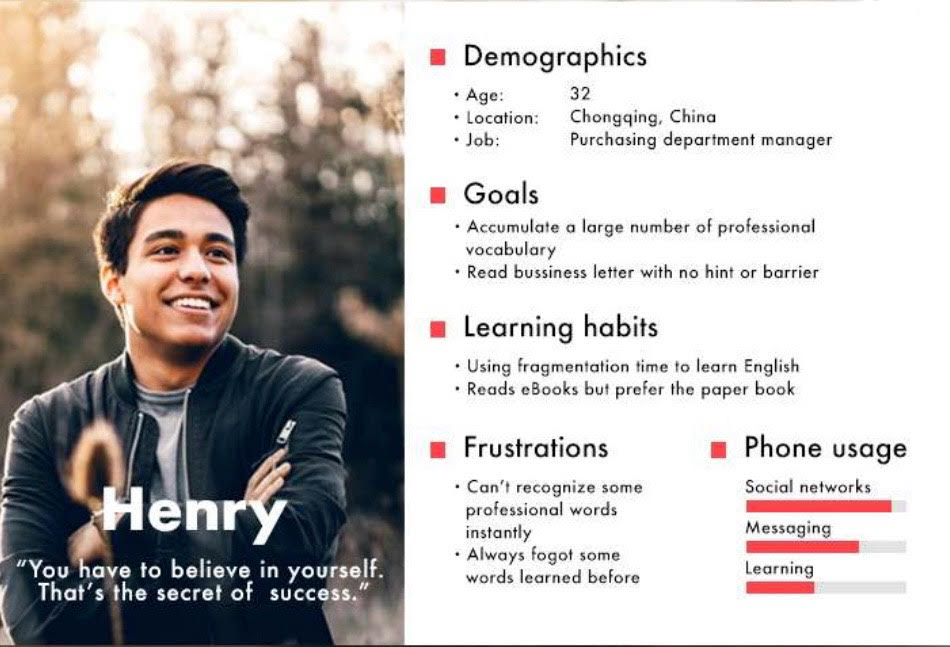 Henry
“You have to believe in yourself.
That’s the secret of success.”
Demographics
• Age: 32
• Location: Chongqing, China
• Job: Purchasing department manager
Goals
• Accumulate a large number of professional
vocabulary
• Read bussiness letter with no hint or barrier
Learning habits
• Using fragmentation time to learn English
• Reads eBooks but prefer the paper book
Frustrations
• Can’t recognize some
professional words
instantly
• Always fogot some
words learned before
Phone usage
Social networks
Messaging
Learning